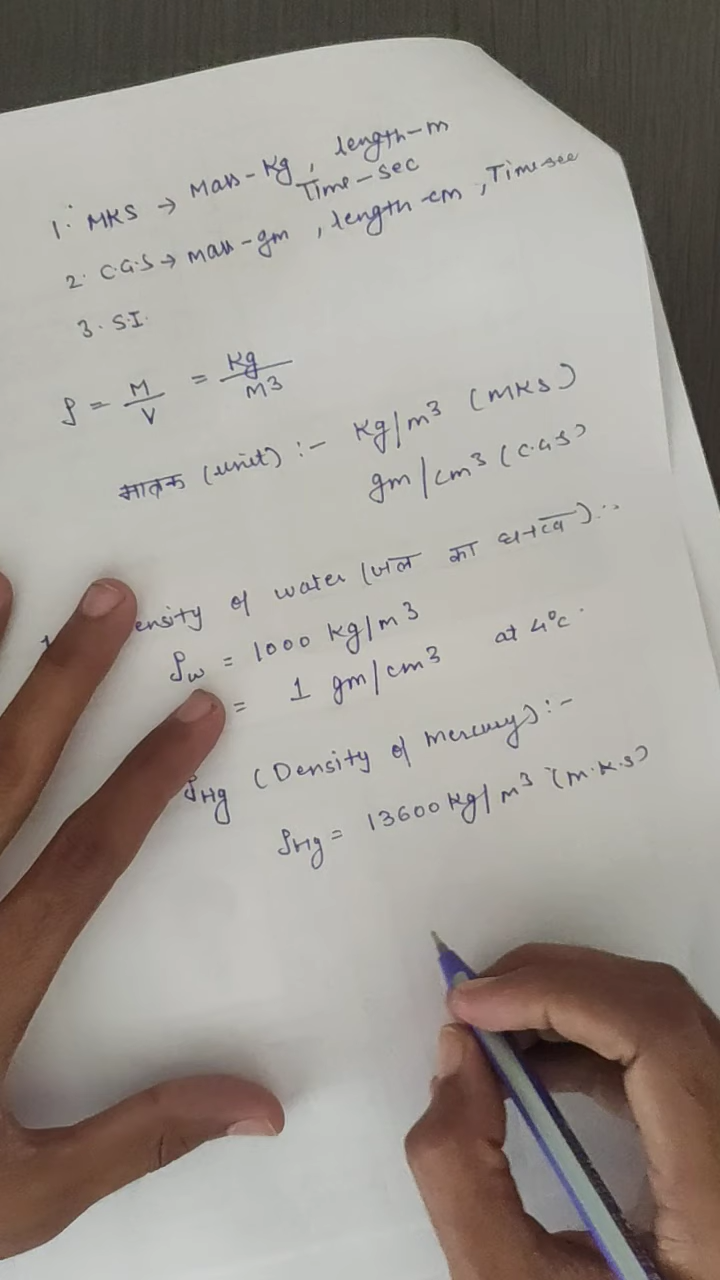 1. MKS → Mass-Kg, length-m
Time-sec
2. C.G.S → mass-gm, length-cm, Time-sec
3. S.I.
ρ = M/V = Kg/M3
मात्रक (unit) :- Kg/m³ (MKS)
gm/cm³ (C.G.S)
ensity of water (जल का घनत्व) :-
ρw = 1000 kg/m3
= 1 gm/cm3 at 4°c.
ρHg (Density of mercury) :-
ρHg = 13600 kg/m³ (M.K.S)